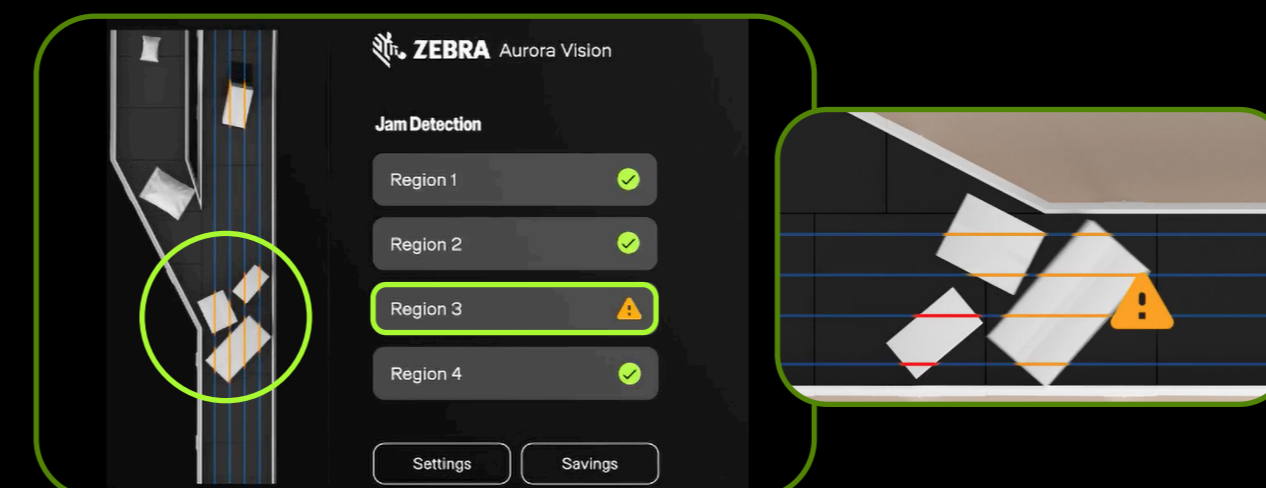 ZEBRA Aurora Vision
Jam Detection
Region 1
Region 2
Region 3
Region 4
Settings
Savings